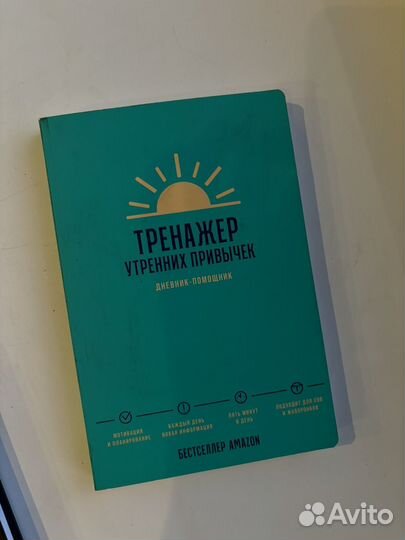 ТРЕНАЖЕР
УТРЕННИХ ПРИВЫЧЕК
ДНЕВНИК-ПОМОЩНИК
МОТИВАЦИЯ
И ПЛАНИРОВАНИЕ
КАЖДЫЙ ДЕНЬ
НОВАЯ ИНФОРМАЦИЯ
ПЯТЬ МИНУТ
В ДЕНЬ
ПОДХОДИТ ДЛЯ СОВ
И ЖАВОРОНКОВ
БЕСТСЕЛЛЕР AMAZON
Avito